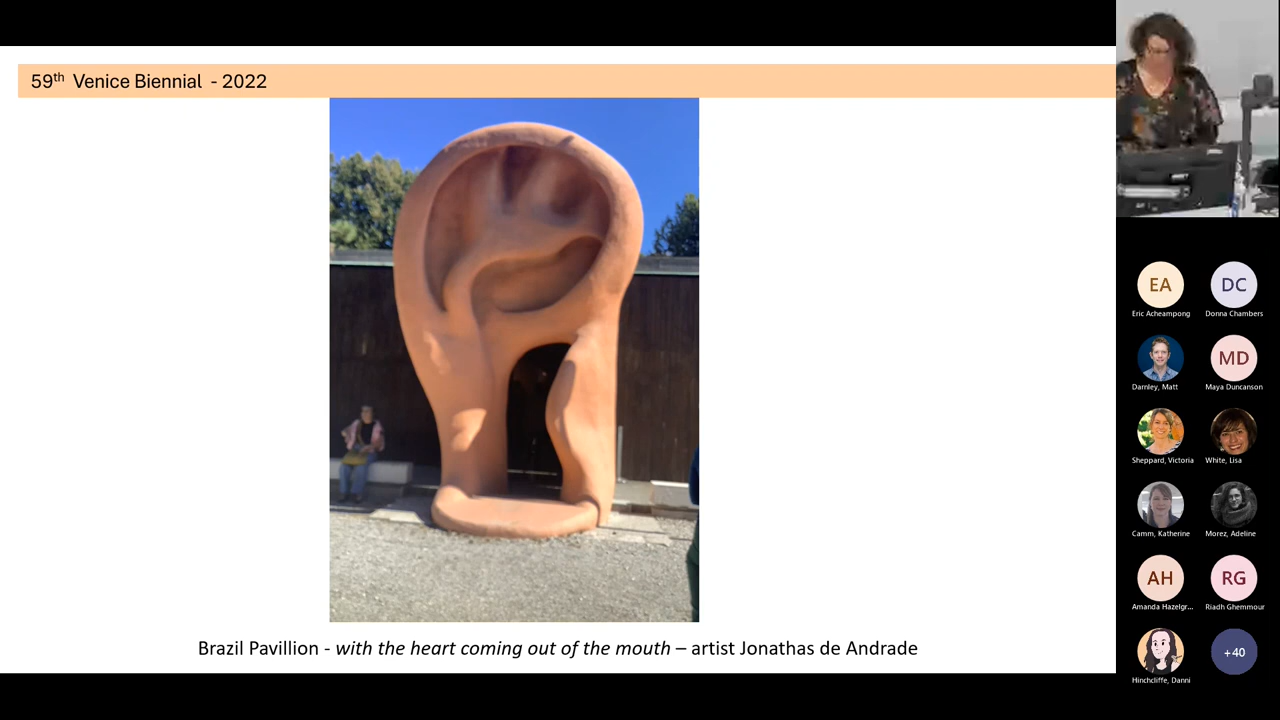 59th Venice Biennial - 2022
Brazil Pavillion - with the heart coming out of the mouth – artist Jonathas de Andrade
EA DC
Eric Acheampong Donna Chambers
MD
Darnley, Matt Maya Duncanson
Sheppard, Victoria White, Lisa
Camm, Katherine Morez, Adeline
AH RG
Amanda Hazelgr... Riadh Ghemmour
+40
Hinchcliffe, Danni